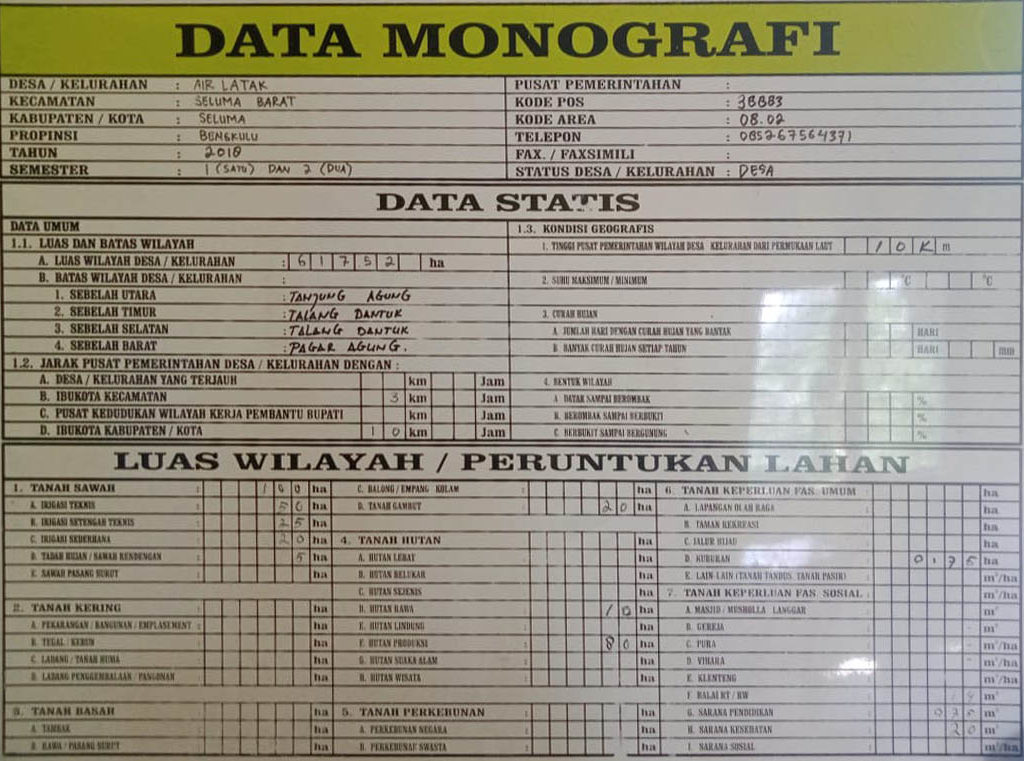 DATA MONOGRAFI
DESA / KELURAHAN : AIR LATAK
KECAMATAN : SELUMA BARAT
KABUPATEN / KOTA : SELUMA
PROPINSI : BENGKULU
TAHUN : 2018
SEMESTER : 1 (SATU) DAN 2 (DUA)
PUSAT PEMERINTAHAN :
KODE POS : 38883
KODE AREA : 08.02
TELEPON : 085267564371
FAX. / FAXSIMILI :
STATUS DESA / KELURAHAN : DESA
DATA STATIS
DATA UMUM
1.1. LUAS DAN BATAS WILAYAH
A. LUAS WILAYAH DESA / KELURAHAN : 61752 ha
B. BATAS WILAYAH DESA / KELURAHAN :
1. SEBELAH UTARA : TANJUNG AGUNG
2. SEBELAH TIMUR : TALANG DANTUK
3. SEBELAH SELATAN : TALANG DANTUK
4. SEBELAH BARAT : PAGAR AGUNG.
1.2. JARAK PUSAT PEMERINTAHAN DESA / KELURAHAN DENGAN :
A. DESA / KELURAHAN YANG TERJAUH km Jam
B. IBUKOTA KECAMATAN 3 km Jam
C. PUSAT KEDUDUKAN WILAYAH KERJA PEMBANTU BUPATI km Jam
D. IBUKOTA KABUPATEN / KOTA 10 km Jam
1.3. KONDISI GEOGRAFIS
1. TINGGI PUSAT PEMERINTAHAN WILAYAH DESA KELURAHAN DARI PERMUKAAN LAUT 10K m
2. SUHU MAKSIMUM / MINIMUM °C °C
3. CURAH HUJAN
A. JUMLAH HARI DENGAN CURAH HUJAN YANG BANYAK HARI
B. BANYAK CURAH HUJAN SETIAP TAHUN HARI mm
4. BENTUK WILAYAH
A. DATAR SAMPAI BEROMBAK %
B. BEROMBAK SAMPAI BERBUKIT %
C. BERBUKIT SAMPAI BERGUNUNG %
LUAS WILAYAH / PERUNTUKAN LAHAN
1. TANAH SAWAH : 100 ha
A. IRIGASI TEKNIS 50 ha
B. IRIGASI SETENGAH TEKNIS 25 ha
C. IRIGASI SEDERHANA 20 ha
D. TADAH HUJAN / SAWAH RENDENGAN 5 ha
E. SAWAH PASANG SURUT ha
2. TANAH KERING : ha
A. PEKARANGAN / BANGUNAN / EMPLASEMENT : ha
B. TEGAL / KEBUN ha
C. LADANG / TANAH HUMA ha
D. LADANG PENGGEMBALAAN / PANGONAN ha
3. TANAH BASAH : ha
A. TAMBAK ha
B. RAWA / PASANG SURUT ha
C. BALONG / EMPANG KOLAM ha
D. TANAH GAMBUT : 20 ha
4. TANAH HUTAN : ha
A. HUTAN LEBAT ha
B. HUTAN BELUKAR ha
C. HUTAN SEJENIS ha
D. HUTAN RAWA : 10 ha
E. HUTAN LINDUNG ha
F. HUTAN PRODUKSI : 80 ha
G. HUTAN SUAKA ALAM ha
H. HUTAN WISATA ha
5. TANAH PERKEBUNAN : ha
A. PERKEBUNAN NEGARA ha
B. PERKEBUNAN SWASTA ha
6. TANAH KEPERLUAN FAS. UMUM : ha
A. LAPANGAN OLAH RAGA ha
B. TAMAN REKREASI ha
C. JALUR HIJAU ha
D. KUBURAN 0,175 ha
E. LAIN-LAIN (TANAH TANDUS, TANAH PASIR) m²/ha
7. TANAH KEPERLUAN FAS. SOSIAL : m²/ha
A. MASJID / MUSHOLLA LANGGAR m²
B. GEREJA m²
C. PURA m²/ha
D. VIHARA m²/ha
E. KLENTENG m²/ha
F. BALAI RT / RW m²
G. SARANA PENDIDIKAN m²
H. SARANA KESEHATAN 20 m²
I. SARANA SOSIAL m²/ha